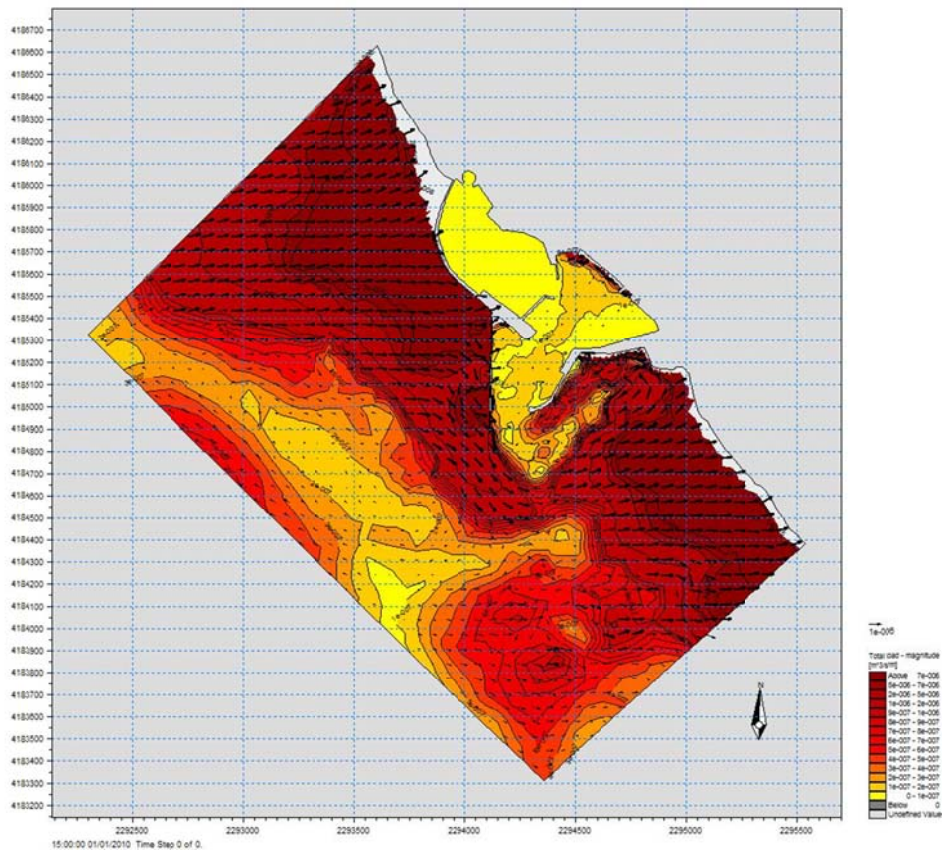 4186700
4186600
4186500
4186400
4186300
4186200
4186100
4186000
4185900
4185800
4185700
4185600
4185500
4185400
4185300
4185200
4185100
4185000
4184900
4184800
4184700
4184600
4184500
4184400
4184300
4184200
4184100
4184000
4183900
4183800
4183700
4183600
4183500
4183400
4183300
4183200
2292500 2293000 2293500 2294000 2294500 2295000 2295500
15:00:00 01/01/2010 Time Step 0 of 0.
N
1e-005
Total load - magnitude
[m^3/s/m]
Above 7e-006
5e-006 - 7e-006
2e-006 - 5e-006
1e-006 - 2e-006
9e-007 - 1e-006
8e-007 - 9e-007
7e-007 - 8e-007
6e-007 - 7e-007
5e-007 - 6e-007
4e-007 - 5e-007
3e-007 - 4e-007
2e-007 - 3e-007
1e-007 - 2e-007
0 - 1e-007
Below 0
Undefined Value